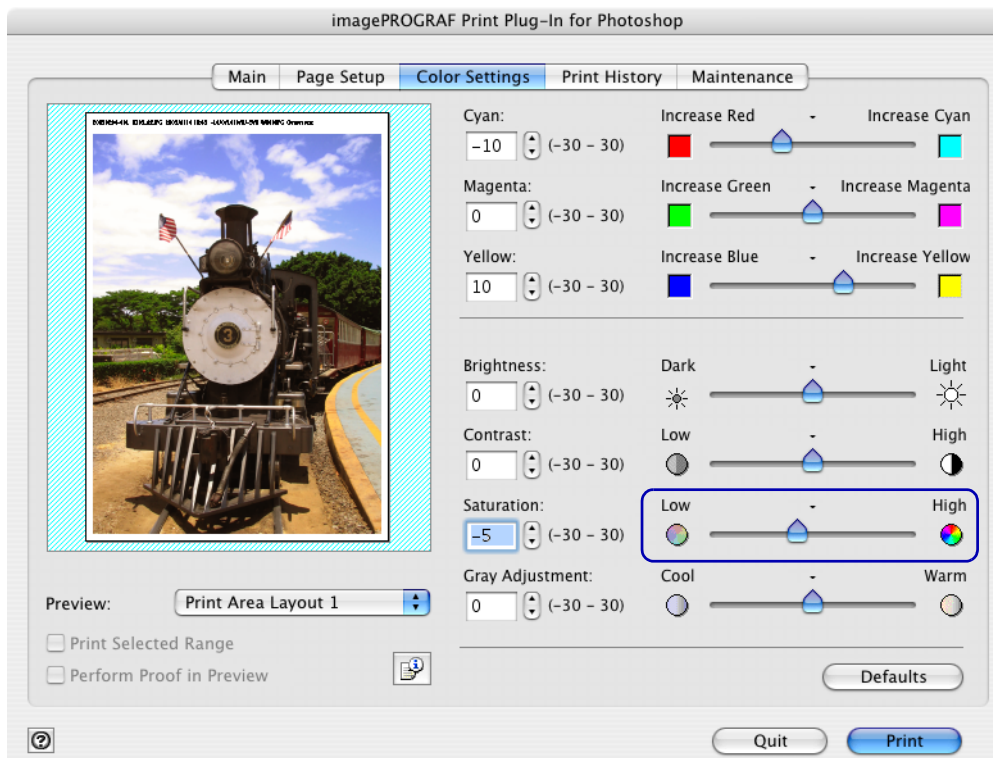 imagePROGRAF Print Plug-In for Photoshop
Main Page Setup Color Settings Print History Maintenance
Cyan: Increase Red - Increase Cyan
-10 (-30 - 30)
Magenta: Increase Green - Increase Magenta
0 (-30 - 30)
Yellow: Increase Blue - Increase Yellow
10 (-30 - 30)
Brightness: Dark - Light
0 (-30 - 30)
Contrast: Low - High
0 (-30 - 30)
Saturation: Low - High
-5 (-30 - 30)
Gray Adjustment: Cool - Warm
0 (-30 - 30)
3
Preview: Print Area Layout 1
Print Selected Range
Perform Proof in Preview
Defaults
?
Quit Print